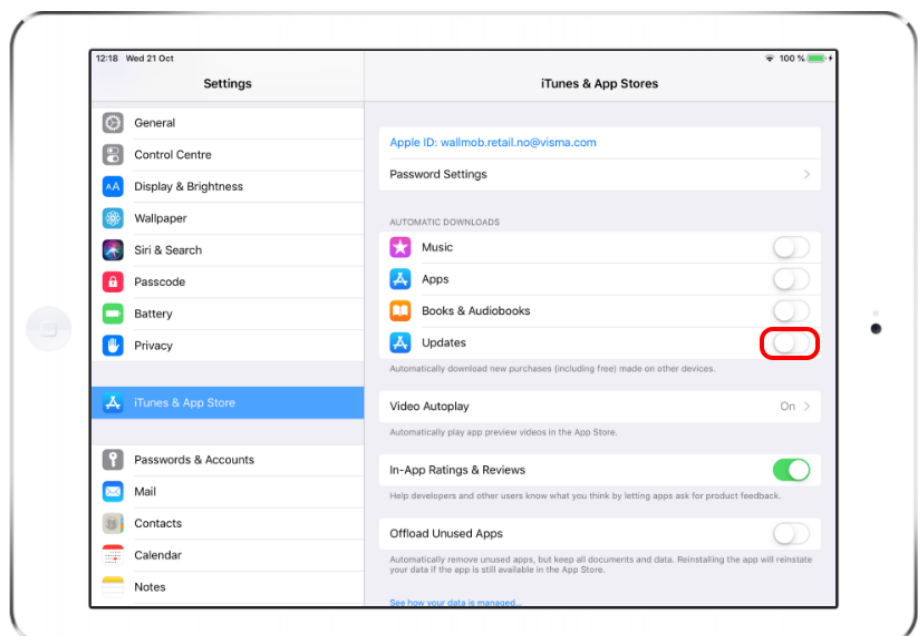 12:18 Wed 21 Oct
100 %
Settings
iTunes & App Stores
General
Control Centre
AA Display & Brightness
Wallpaper
Siri & Search
Passcode
Battery
Privacy
iTunes & App Store
Passwords & Accounts
Mail
Contacts
Calendar
Notes
Apple ID: wallmob.retail.no@visma.com
Password Settings
AUTOMATIC DOWNLOADS
Music
Apps
Books & Audiobooks
Updates
Automatically download new purchases (including free) made on other devices.
Video Autoplay On
Automatically play app preview videos in the App Store.
In-App Ratings & Reviews
Help developers and other users know what you think by letting apps ask for product feedback.
Offload Unused Apps
Automatically remove unused apps, but keep all documents and data. Reinstalling the app will reinstate
your data if the app is still available in the App Store.
See how your data is managed...